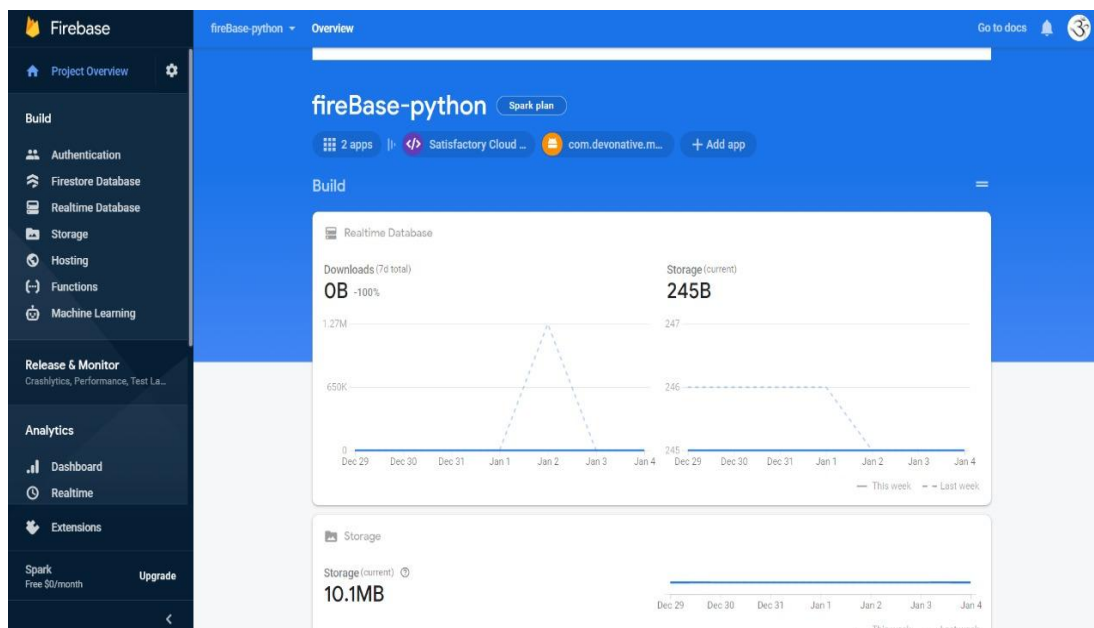 Firebase
Project Overview
Build
Authentication
Firestore Database
Realtime Database
Storage
Hosting
Functions
Machine Learning
Release & Monitor
Crashlytics, Performance, Test La...
Analytics
Dashboard
Realtime
Extensions
Spark
Free $0/month
Upgrade
fireBase-python
Overview
Go to docs
ॐ
fireBase-python
Spark plan
2 apps
Satisfactory Cloud ...
com.devonative.m...
+ Add app
Build
Realtime Database
Downloads (7d total)
0B -100%
1.27M
650K
0
Dec 29 Dec 30 Dec 31 Jan 1 Jan 2 Jan 3 Jan 4
Storage (current)
245B
247
246
245
Dec 29 Dec 30 Dec 31 Jan 1 Jan 2 Jan 3 Jan 4
This week Last week
Storage
Storage (current)
10.1MB
Dec 29 Dec 30 Dec 31 Jan 1 Jan 2 Jan 3 Jan 4